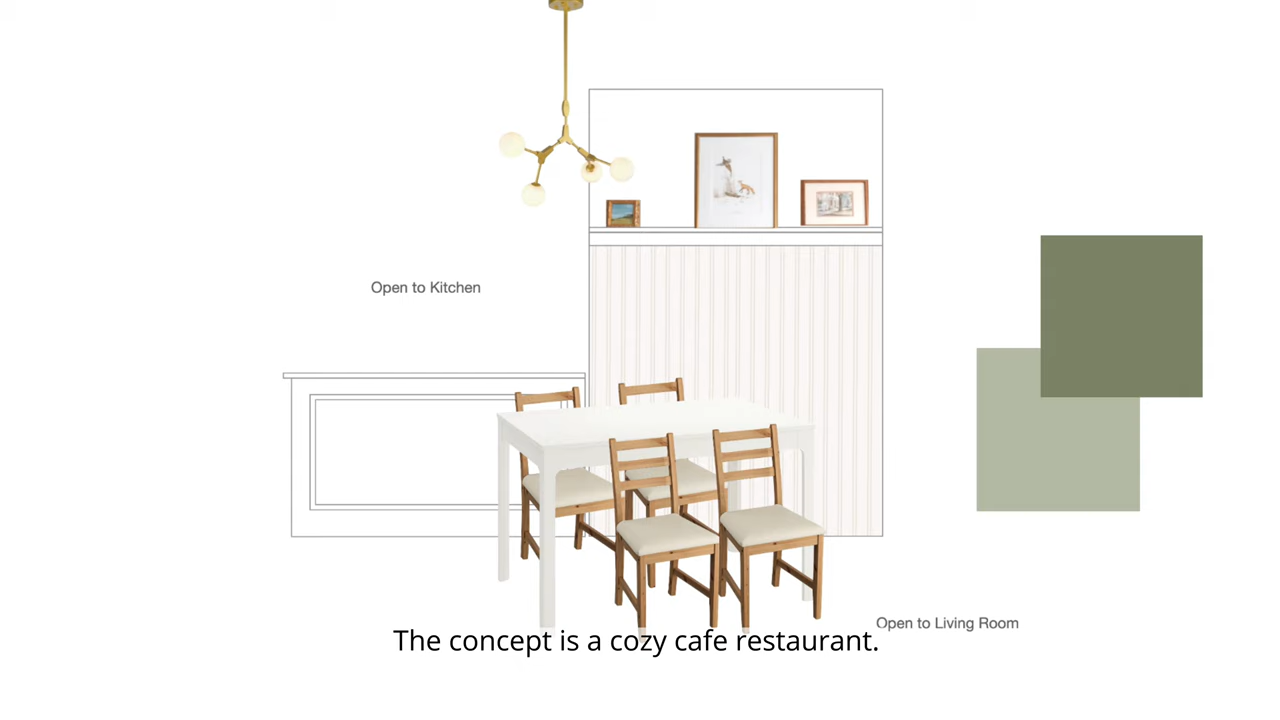 Open to Kitchen
Open to Living Room
The concept is a cozy cafe restaurant.